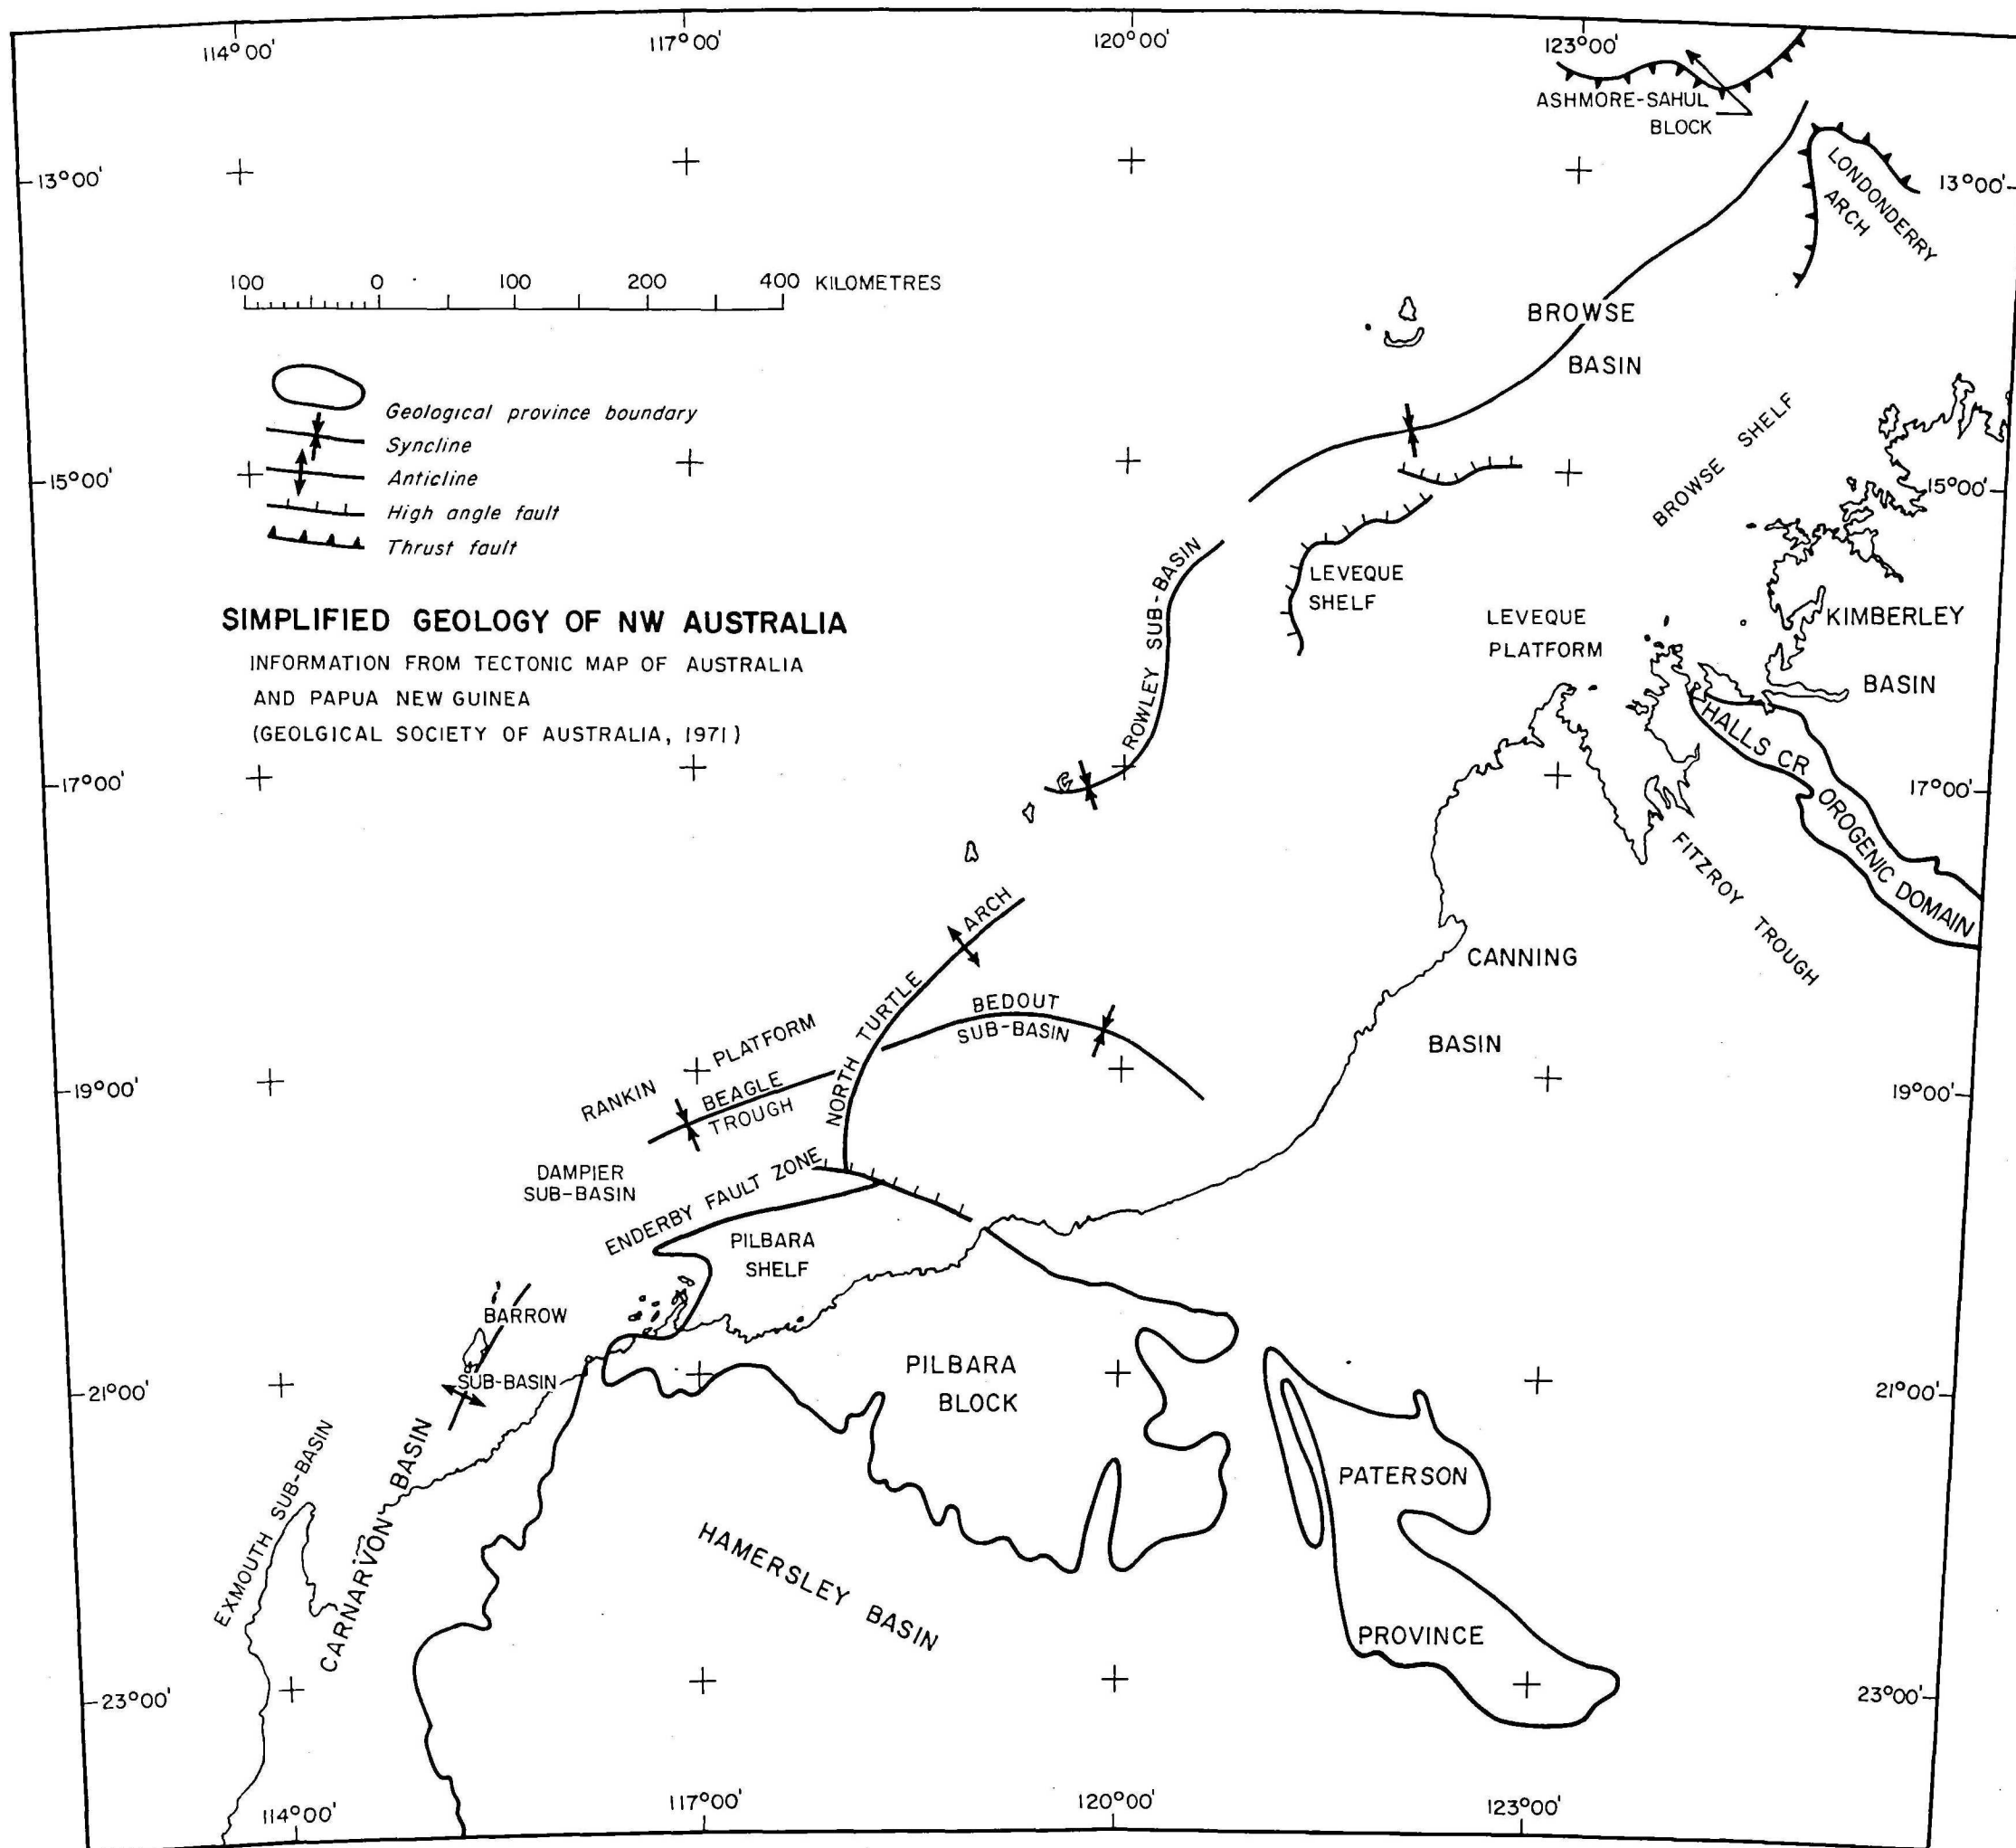 114°00'
117°00'
120°00'
123°00'
ASHMORE-SAHUL
BLOCK
13°00'
13°00'
LONDONDERRY
ARCH
100 0 100 200 400 KILOMETRES
BROWSE
BASIN
Geological province boundary
Syncline
Anticline
High angle fault
Thrust fault
15°00'
15°00'
BROWSE SHELF
ROWLEY SUB-BASIN
LEVEQUE
SHELF
LEVEQUE
PLATFORM
KIMBERLEY
BASIN
SIMPLIFIED GEOLOGY OF NW AUSTRALIA
INFORMATION FROM TECTONIC MAP OF AUSTRALIA
AND PAPUA NEW GUINEA
(GEOLGICAL SOCIETY OF AUSTRALIA, 1971)
17°00'
17°00'
HALLS CR OROGENIC DOMAIN
FITZROY TROUGH
NORTH TURTLE ARCH
CANNING
BASIN
BEDOUT
SUB-BASIN
RANKIN PLATFORM
BEAGLE
TROUGH
19°00'
19°00'
DAMPIER
SUB-BASIN
ENDERBY FAULT ZONE
PILBARA
SHELF
BARROW
SUB-BASIN
PILBARA
BLOCK
21°00'
21°00'
EXMOUTH SUB-BASIN
CARNARVON BASIN
PATERSON
PROVINCE
HAMERSLEY BASIN
23°00'
23°00'
114°00'
117°00'
120°00'
123°00'